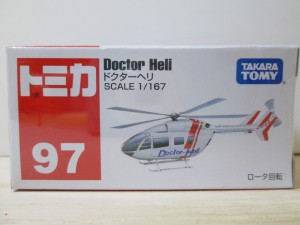 トミカ
97
Doctor Heli
ドクターヘリ
SCALE 1/167
TAKARA
TOMY
Doctor-Heli
ロータ回転